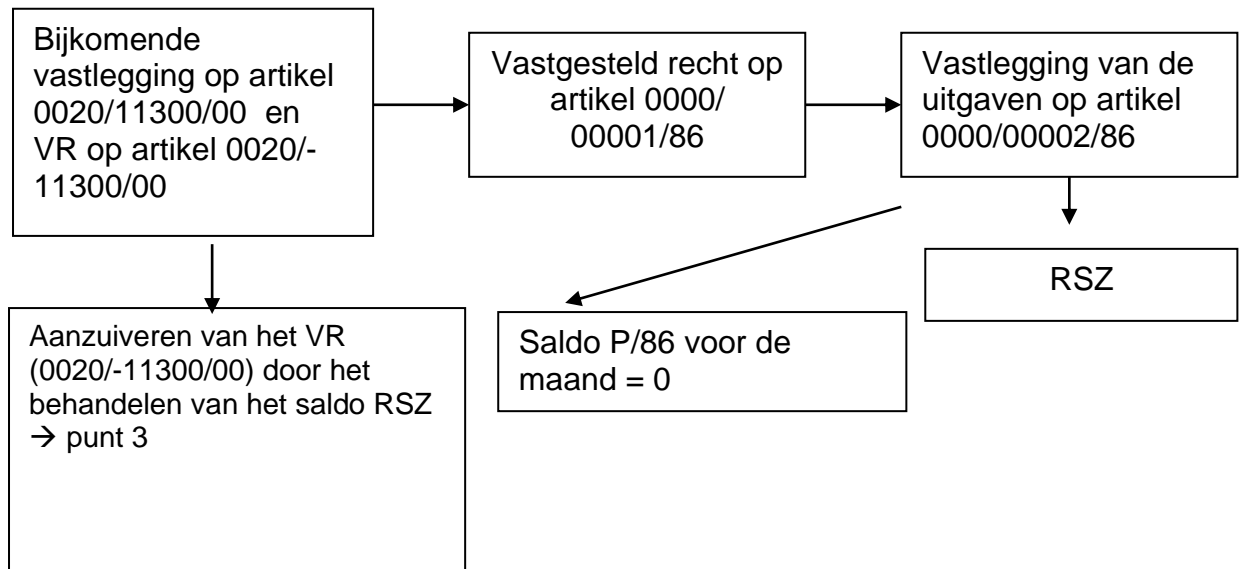 Bijkomende
vastlegging op artikel
0020/11300/00 en
VR op artikel 0020/-
11300/00
Vastgesteld recht op
artikel 0000/
00001/86
Vastlegging van de
uitgaven op artikel
0000/00002/86
RSZ
Aanzuiveren van het VR
(0020/-11300/00) door het
behandelen van het saldo RSZ
→ punt 3
Saldo P/86 voor de
maand = 0